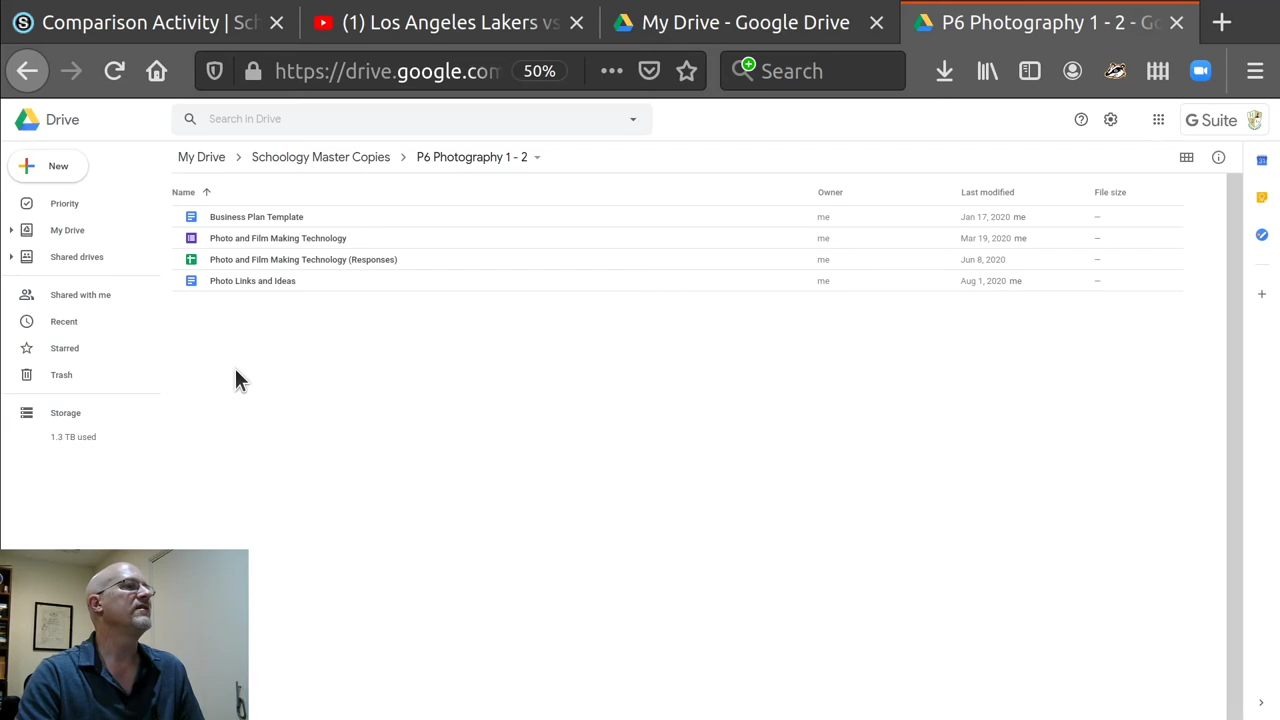 Comparison Activity | Sch
(1) Los Angeles Lakers vs
My Drive - Google Drive
P6 Photography 1 - 2 - Go
https://drive.google.com
50%
Search
Drive
Search in Drive
G Suite
New
My Drive
Schoology Master Copies
P6 Photography 1 - 2
Name
Owner
Last modified
File size
Priority
My Drive
Shared drives
Shared with me
Recent
Starred
Trash
Storage
1.3 TB used
Business Plan Template me Jan 17, 2020 me –
Photo and Film Making Technology me Mar 19, 2020 me –
Photo and Film Making Technology (Responses) me Jun 8, 2020 –
Photo Links and Ideas me Aug 1, 2020 me –